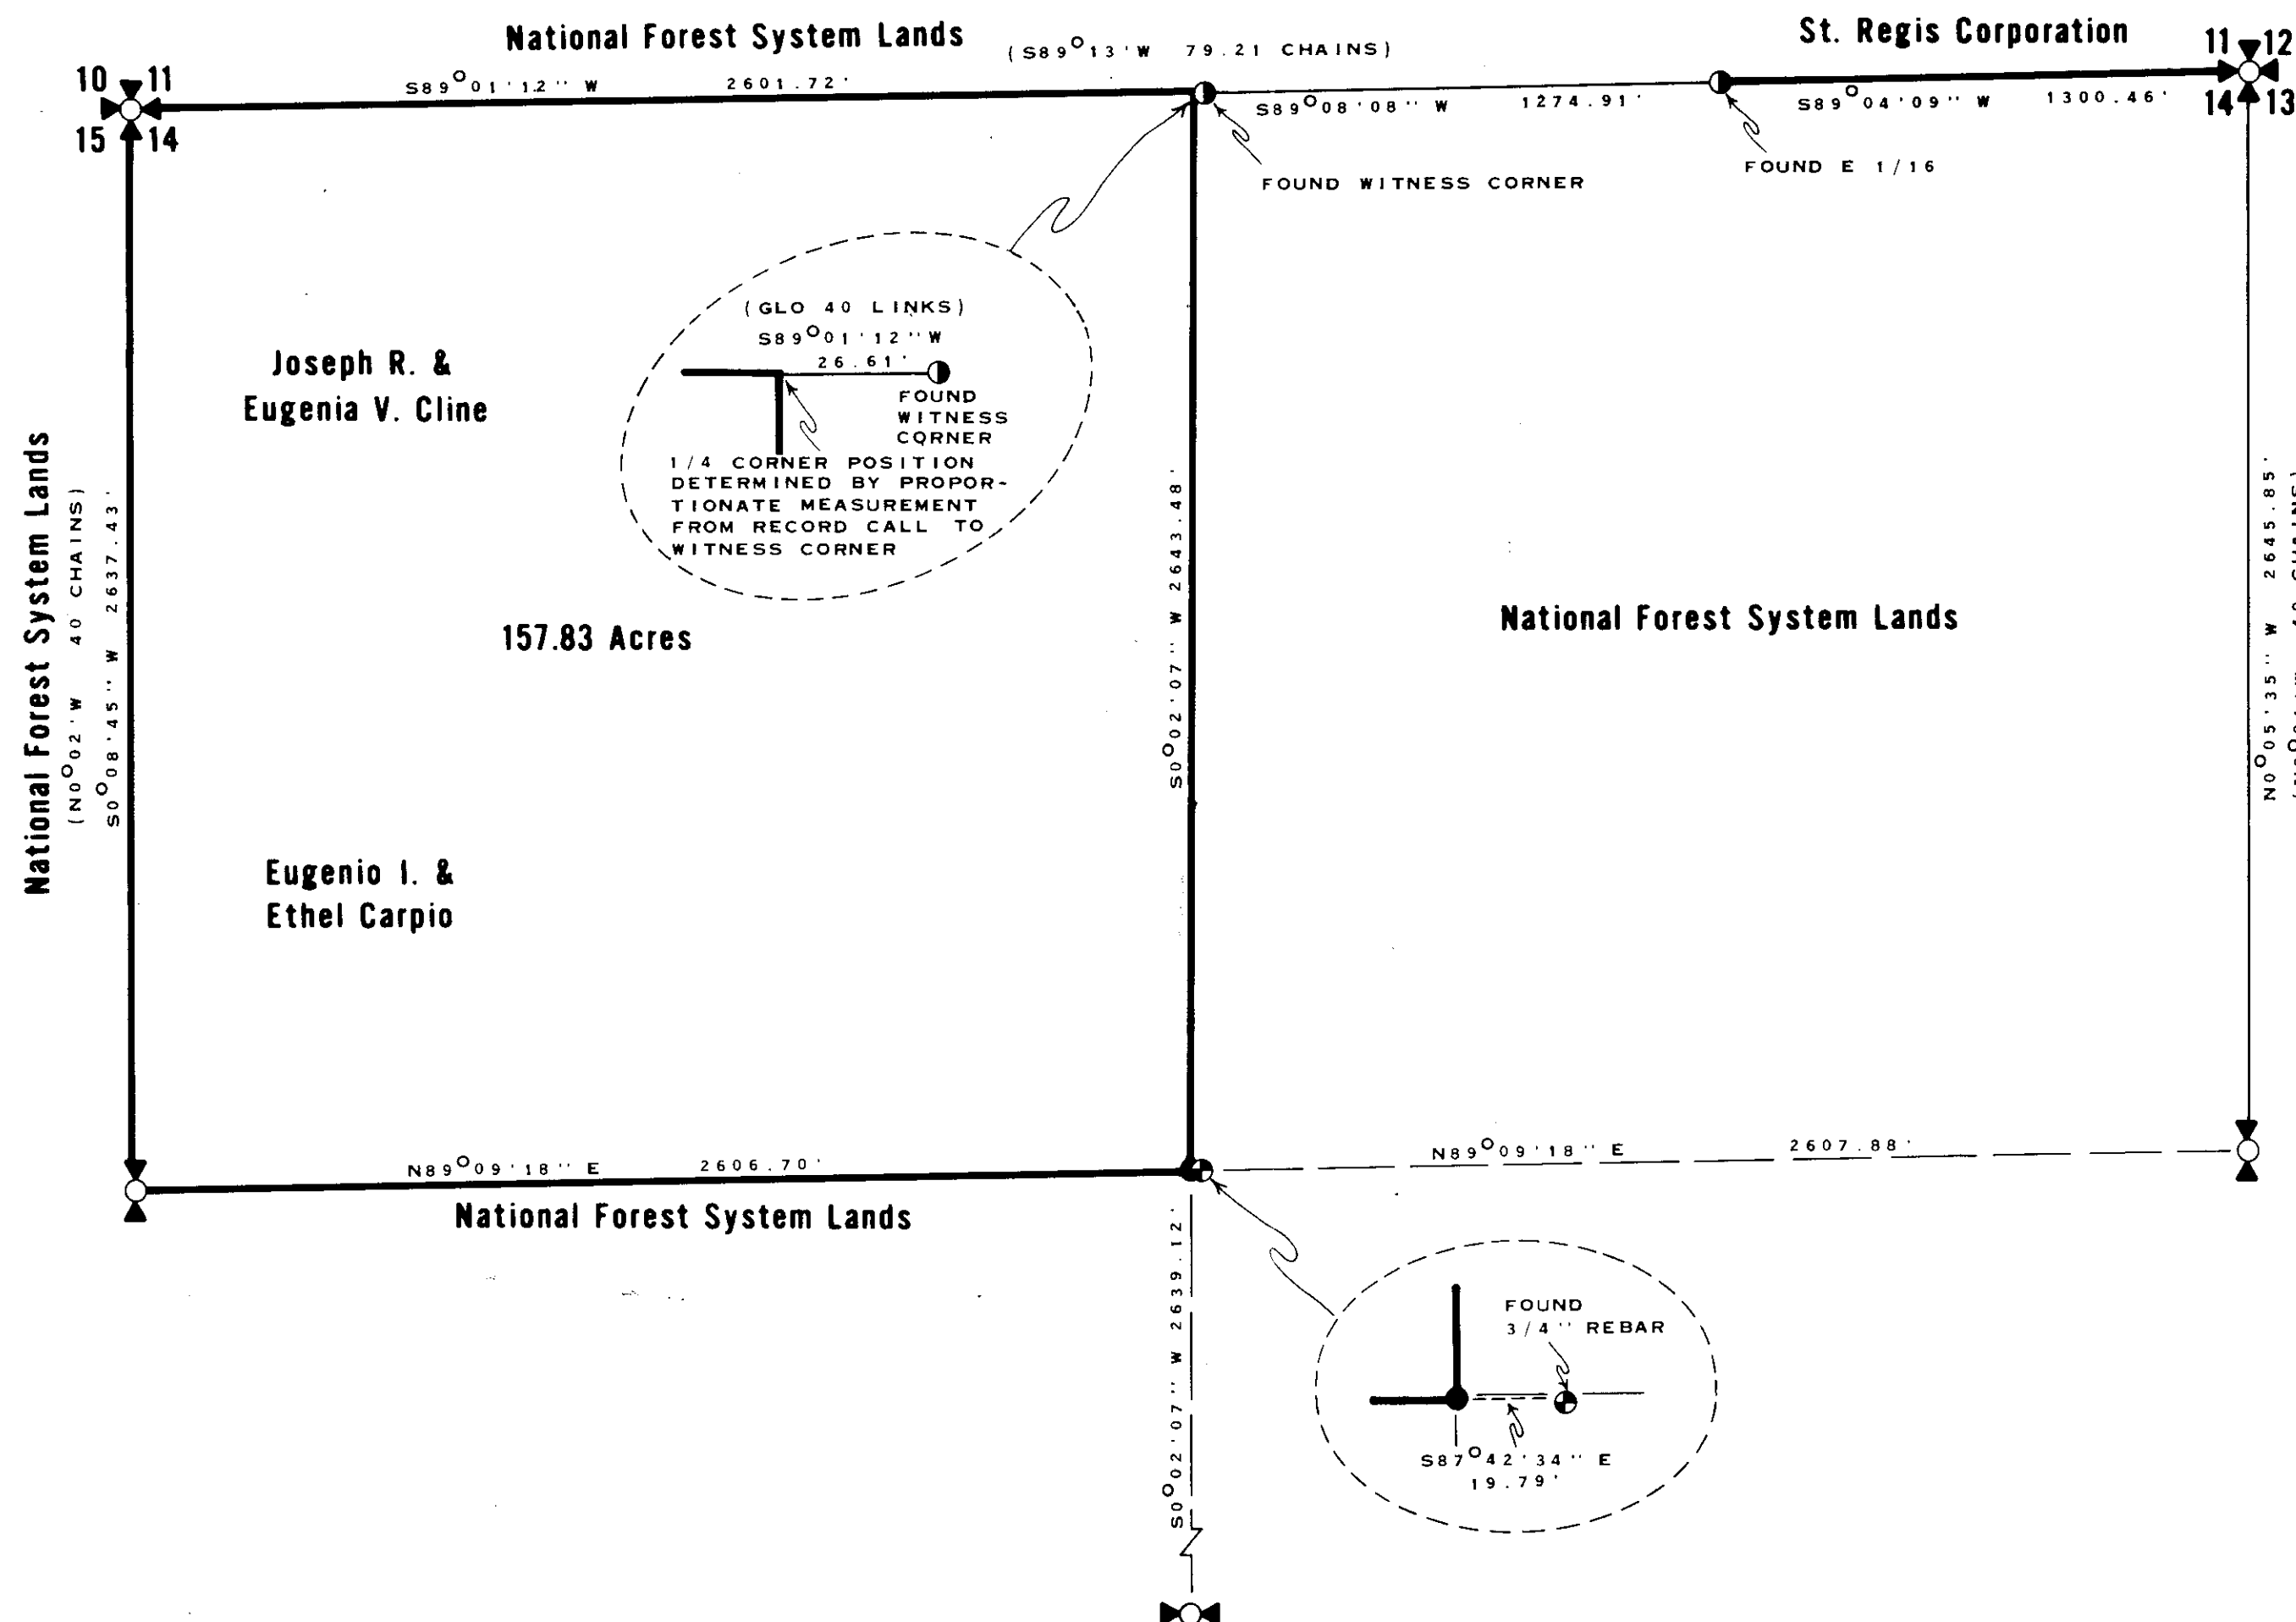 National Forest System Lands
(S89°13'W 79.21 CHAINS)
St. Regis Corporation
10 11
15 14
11 12
14 13
S89°01'12" W 2601.72'
S89°08'08" W 1274.91'
S89°04'09" W 1300.46'
FOUND WITNESS CORNER
FOUND E 1/16
(GLO 40 LINKS)
S89°01'12" W
26.61'
FOUND
WITNESS
CORNER
1/4 CORNER POSITION
DETERMINED BY PROPOR-
TIONATE MEASUREMENT
FROM RECORD CALL TO
WITNESS CORNER
Joseph R. &
Eugenia V. Cline
National Forest System Lands
(N0°02'W 40 CHAINS)
S0°08'45" W 2637.43'
157.83 Acres
S0°02'07" W 2643.48'
National Forest System Lands
N0°05'35" W 2645.85'
Eugenio I. &
Ethel Carpio
N89°09'18" E 2606.70'
N89°09'18" E 2607.88'
National Forest System Lands
S0°02'07" W 2639.12'
FOUND
3/4" REBAR
S87°42'34" E
19.79'